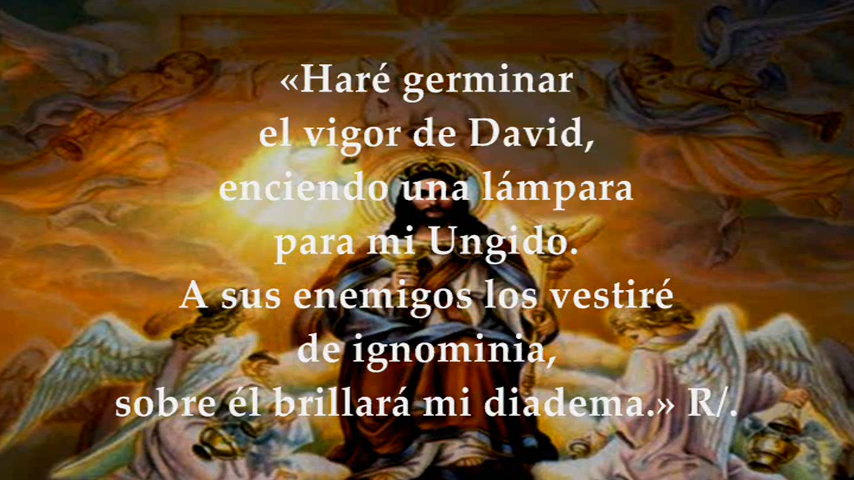 «Haré germinar
el vigor de David,
enciendo una lámpara
para mi Ungido.
A sus enemigos los vestiré
de ignominia,
sobre él brillará mi diadema.» R/.